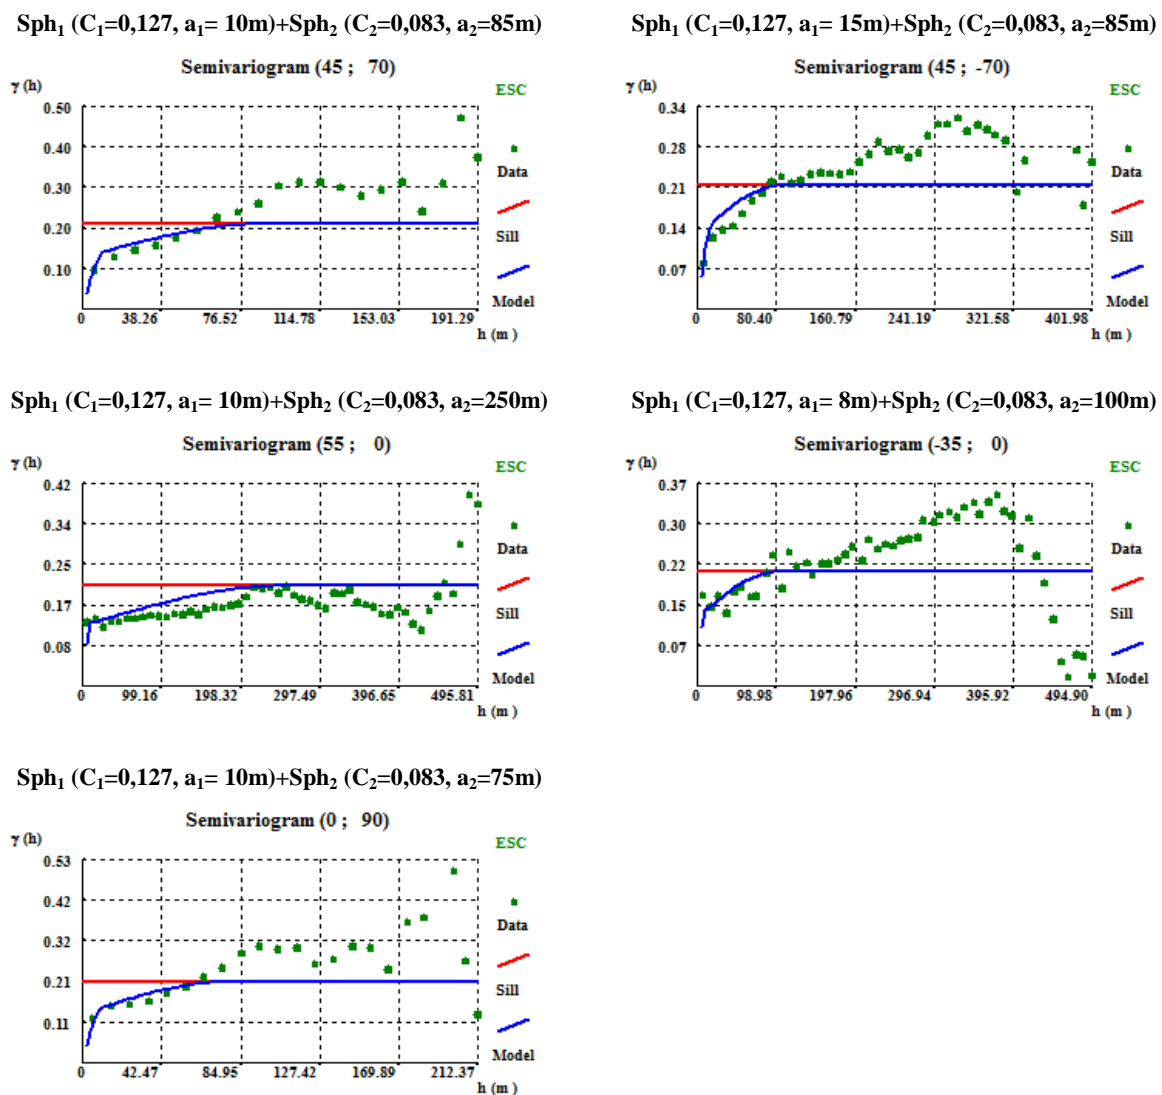 Sph₁ (C₁=0,127, a₁= 10m)+Sph₂ (C₂=0,083, a₂=85m)
Semivariogram (45 ; 70)
γ (h)
ESC
0.50
0.40
0.30
0.20
0.10
Data
Sill
Model
0 38.26 76.52 114.78 153.03 191.29
h (m )
Sph₁ (C₁=0,127, a₁= 15m)+Sph₂ (C₂=0,083, a₂=85m)
Semivariogram (45 ; -70)
γ (h)
ESC
0.34
0.28
0.21
0.14
0.07
Data
Sill
Model
0 80.40 160.79 241.19 321.58 401.98
h (m )
Sph₁ (C₁=0,127, a₁= 10m)+Sph₂ (C₂=0,083, a₂=250m)
Semivariogram (55 ; 0)
γ (h)
ESC
0.42
0.34
0.25
0.17
0.08
Data
Sill
Model
0 99.16 198.32 297.49 396.65 495.81
h (m )
Sph₁ (C₁=0,127, a₁= 8m)+Sph₂ (C₂=0,083, a₂=100m)
Semivariogram (-35 ; 0)
γ (h)
ESC
0.37
0.30
0.22
0.15
0.07
Data
Sill
Model
0 98.98 197.96 296.94 395.92 494.90
h (m )
Sph₁ (C₁=0,127, a₁= 10m)+Sph₂ (C₂=0,083, a₂=75m)
Semivariogram (0 ; 90)
γ (h)
ESC
0.53
0.42
0.32
0.21
0.11
Data
Sill
Model
0 42.47 84.95 127.42 169.89 212.37
h (m )